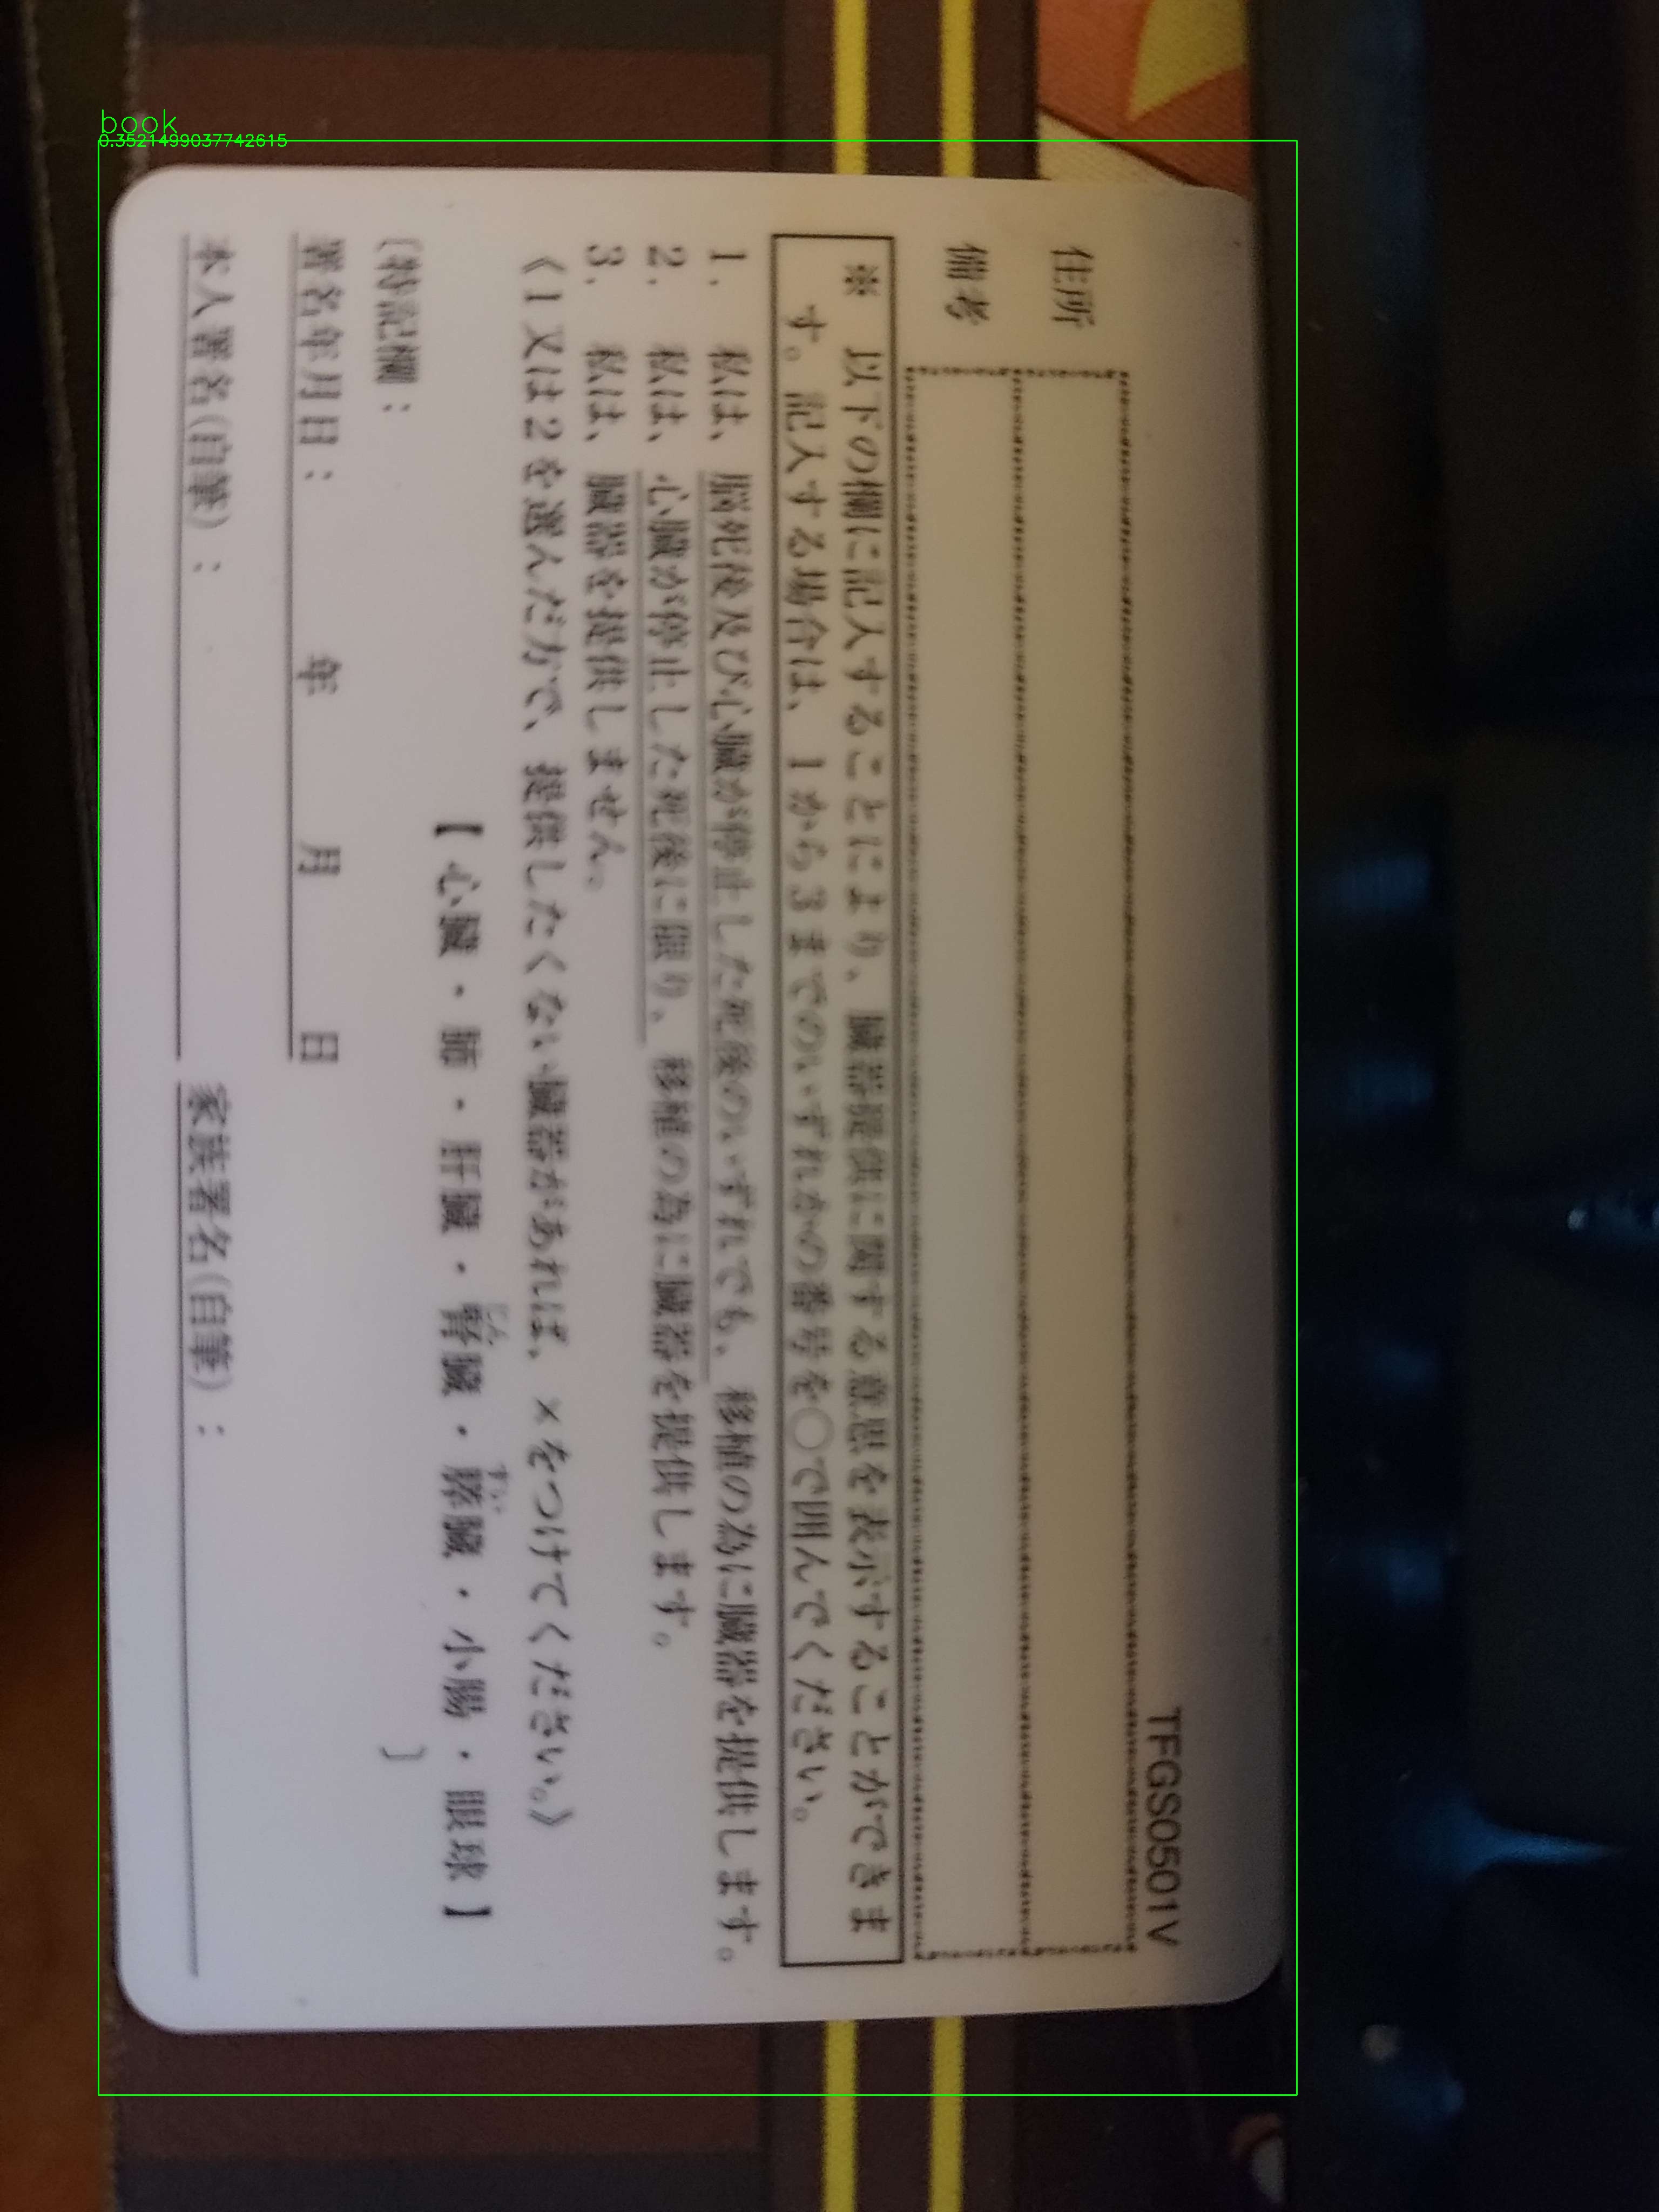 book
0.3521499037742615
TFGS0501V
住所
備考
※ 以下の欄に記入することにより、臓器提供に関する意思を表示することができま
す。記入する場合は、1から3までのいずれかの番号を○で囲んでください。
1. 私は、脳死後及び心臓が停止した死後のいずれでも、移植の為に臓器を提供します。
2. 私は、心臓が停止した死後に限り、移植の為に臓器を提供します。
3. 私は、臓器を提供しません。
《1又は2を選んだ方で、提供したくない臓器があれば、×をつけてください。》
【 心臓 ・ 肺 ・ 肝臓 ・ 腎臓 ・ 膵臓 ・ 小腸 ・ 眼球 】
じん すい
〔特記欄: 〕
署名年月日: 年 月 日
本人署名(自筆): 家族署名(自筆):